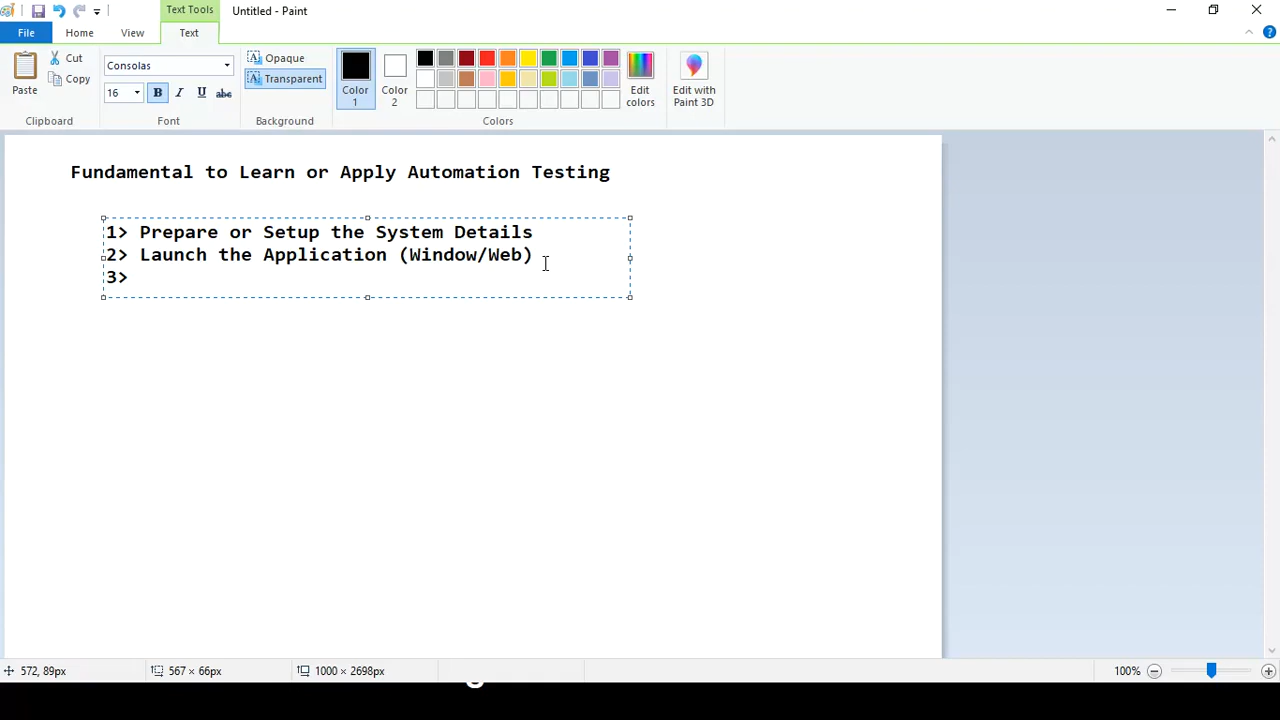 Text Tools
Untitled - Paint
File
Home
View
Text
Paste
Cut
Copy
Consolas
16
B
I
U
abc
Opaque
Transparent
Color 1
Color 2
Edit colors
Edit with Paint 3D
Clipboard
Font
Background
Colors
Fundamental to Learn or Apply Automation Testing
1> Prepare or Setup the System Details
2> Launch the Application (Window/Web)
3>
572, 89px
567 × 66px
1000 × 2698px
100%